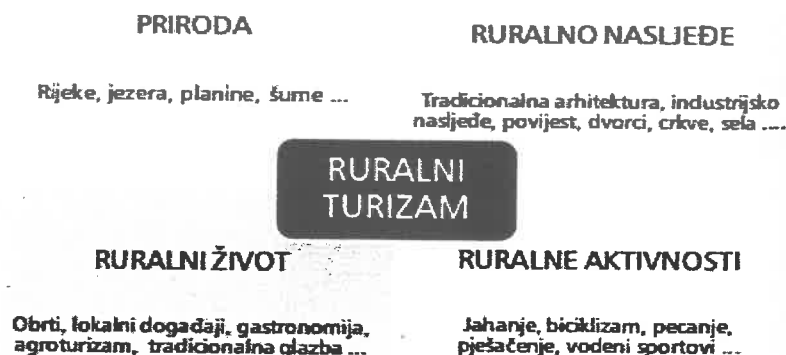 PRIRODA
RURALNO NASLJEĐE
Rijeke, jezera, planine, šume ...
Tradicionalna arhitektura, industrijsko
nasljeđe, povijest, dvorci, crkve, sela ....
RURALNI
TURIZAM
RURALNI ŽIVOT
RURALNE AKTIVNOSTI
Obrti, lokalni događaji, gastronomija,
agroturizam, tradicionalna glazba ...
Jahanje, biciklizam, pecanje,
pješačenje, vodeni sportovi ...